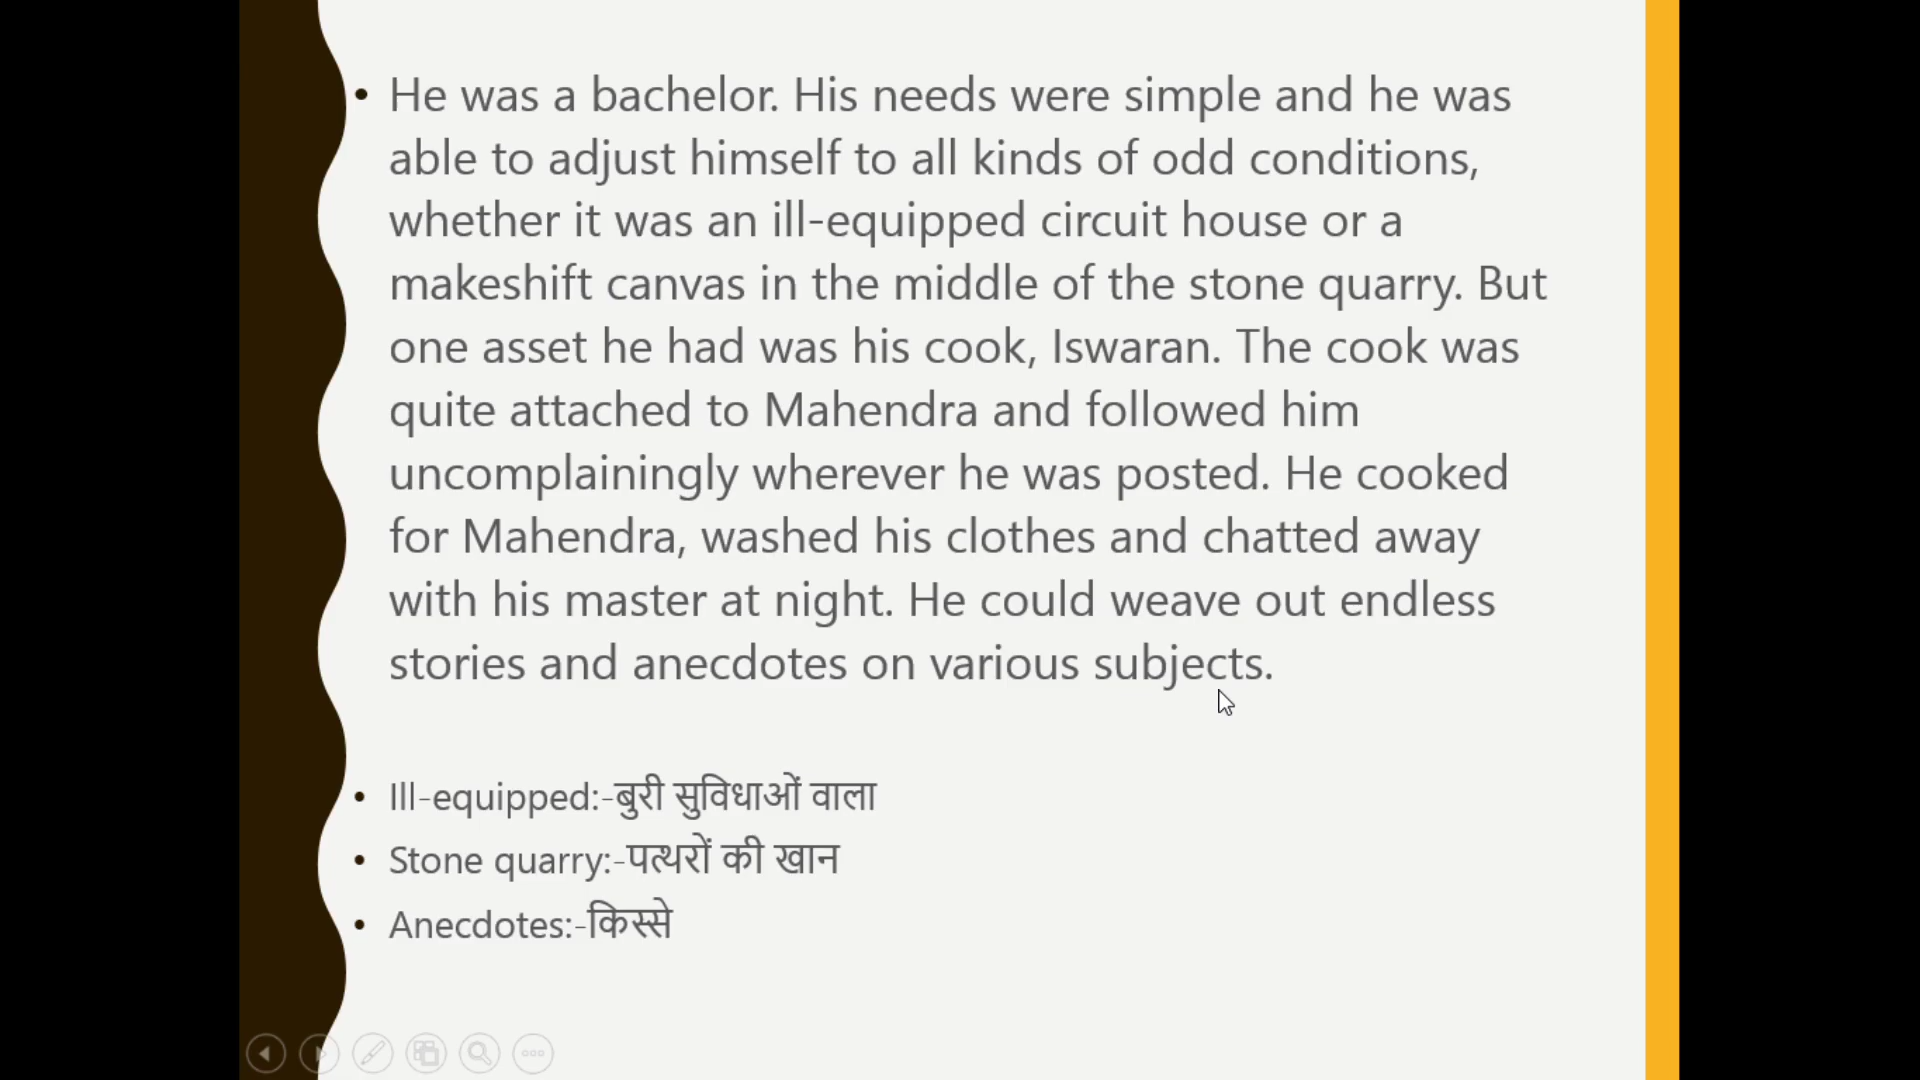 • He was a bachelor. His needs were simple and he was
able to adjust himself to all kinds of odd conditions,
whether it was an ill-equipped circuit house or a
makeshift canvas in the middle of the stone quarry. But
one asset he had was his cook, Iswaran. The cook was
quite attached to Mahendra and followed him
uncomplainingly wherever he was posted. He cooked
for Mahendra, washed his clothes and chatted away
with his master at night. He could weave out endless
stories and anecdotes on various subjects.
• Ill-equipped:-बुरी सुविधाओं वाला
• Stone quarry:-पत्थरों की खान
• Anecdotes:-किस्से